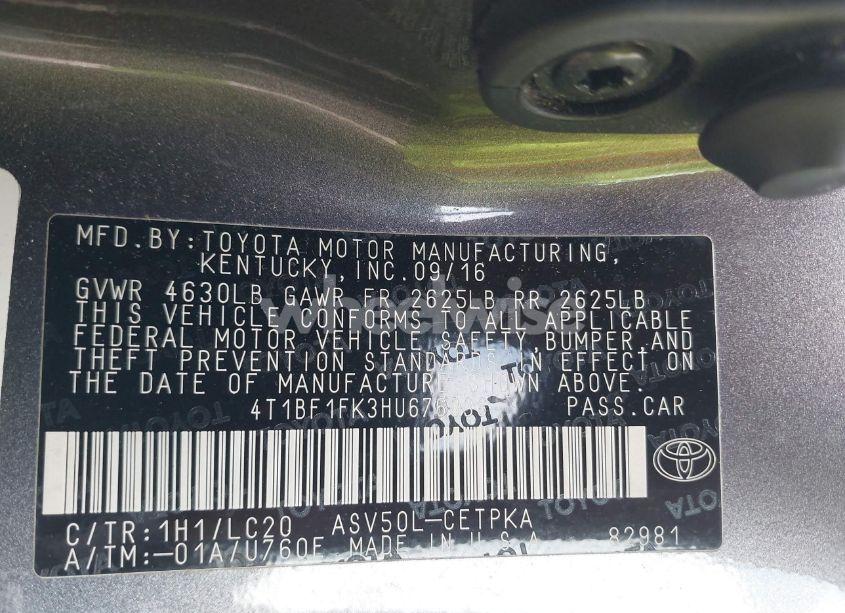 MFD.BY:TOYOTA MOTOR MANUFACTURING,
KENTUCKY, INC.09/16
GVWR 4630LB GAWR FR 2625LB RR 2625LB
THIS VEHICLE CONFORMS TO ALL APPLICABLE
FEDERAL MOTOR VEHICLE SAFETY, BUMPER, AND
THEFT PREVENTION STANDARDS IN EFFECT ON
THE DATE OF MANUFACTURE SHOWN ABOVE.
PASS.CAR
C/TR:1H1/LC20 ASV50L-CETPKA
A/TM:-01A/U760E MADE IN U.S.A. 82981
wheelwise
TOYOTA